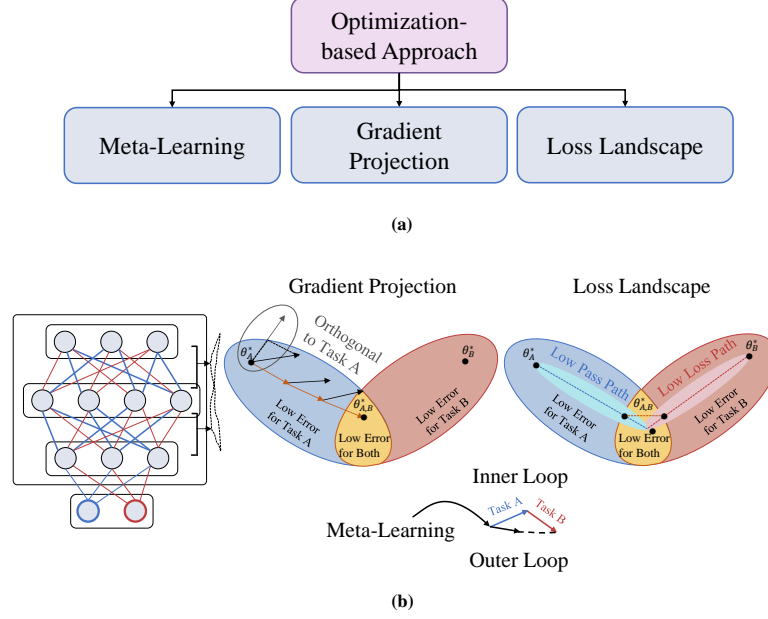 Optimization-
based Approach
Meta-Learning
Gradient
Projection
Loss Landscape
(a)
Gradient Projection
Loss Landscape
Orthogonal
to Task A
θ*A
θ*B
θ*A,B
Low Error
for Task A
Low Error
for Both
Low Error
for Task B
θ*A
θ*B
θ*A,B
Low Pass Path
Low Loss Path
Low Error
for Task A
Low Error
for Both
Low Error
for Task B
Inner Loop
Task A
Task B
Meta-Learning
Outer Loop
(b)